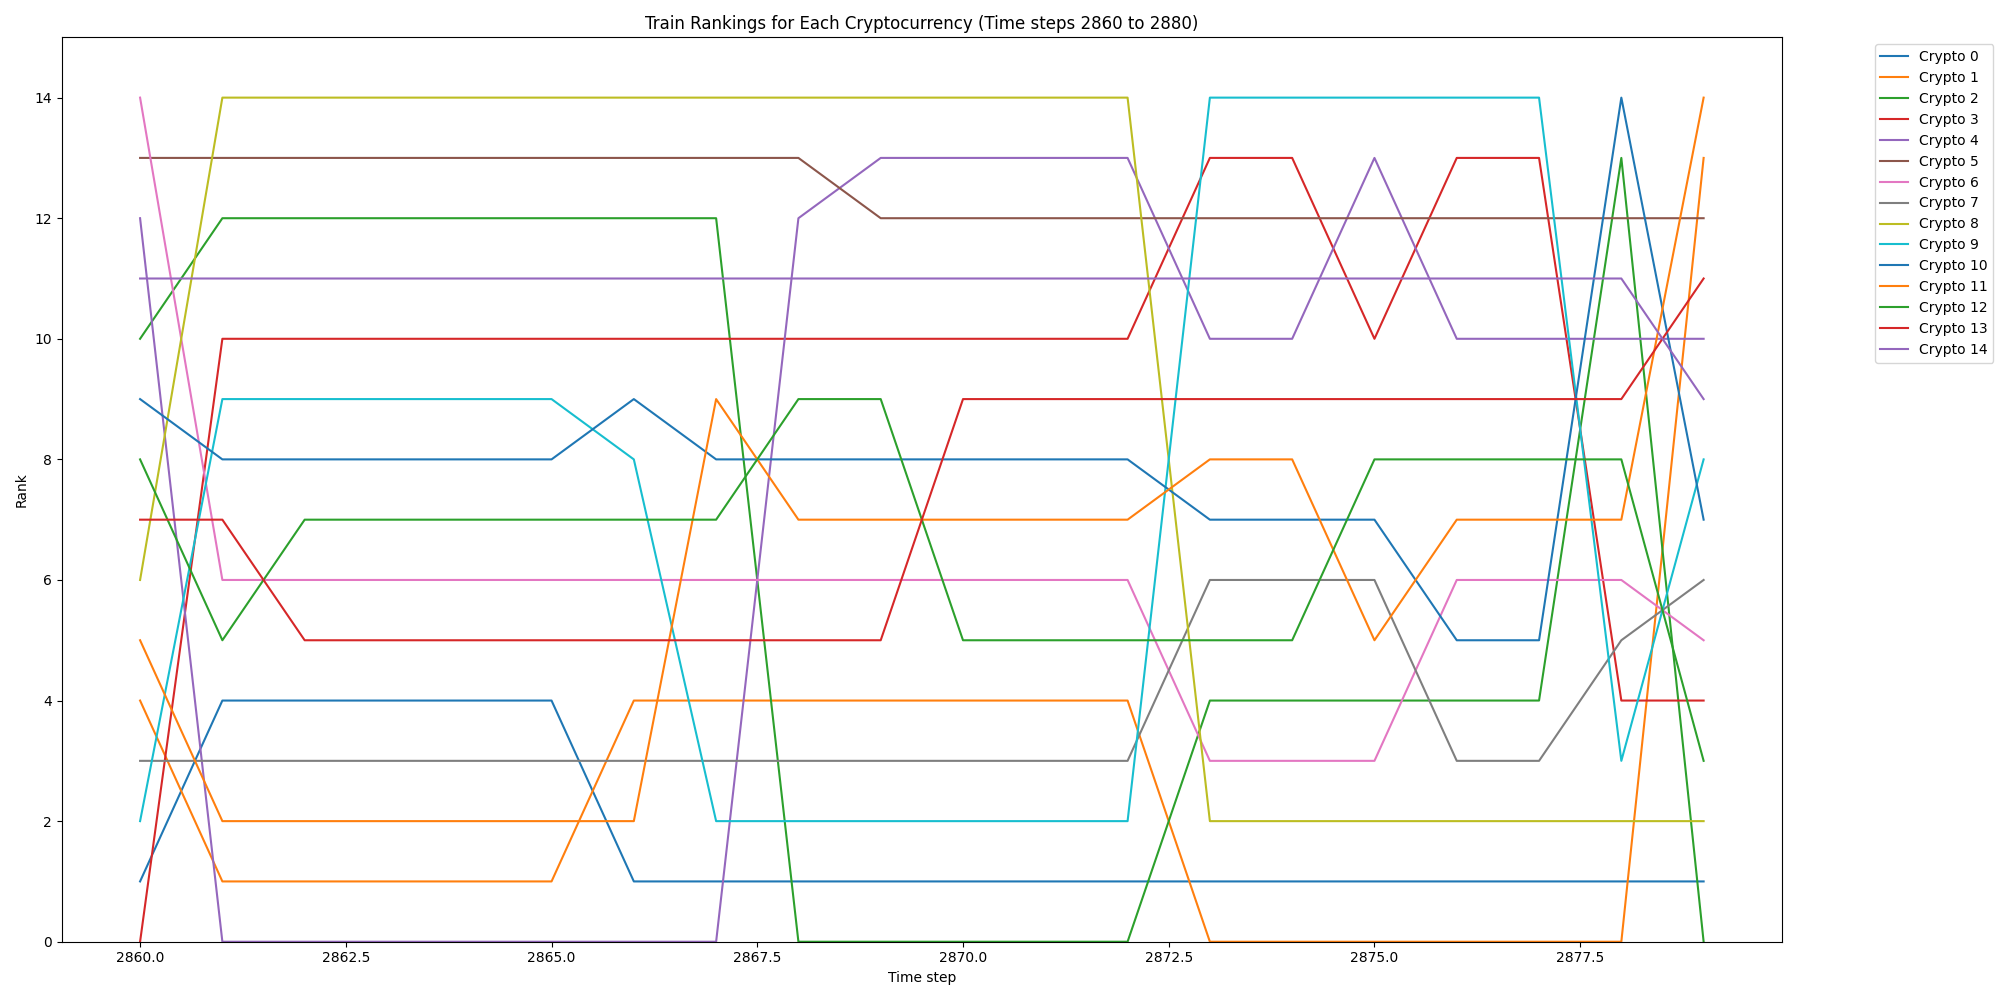 Train Rankings for Each Cryptocurrency (Time steps 2860 to 2880)
Rank
14
12
10
8
6
4
2
0
2860.0 2862.5 2865.0 2867.5 2870.0 2872.5 2875.0 2877.5
Time step
Crypto 0
Crypto 1
Crypto 2
Crypto 3
Crypto 4
Crypto 5
Crypto 6
Crypto 7
Crypto 8
Crypto 9
Crypto 10
Crypto 11
Crypto 12
Crypto 13
Crypto 14